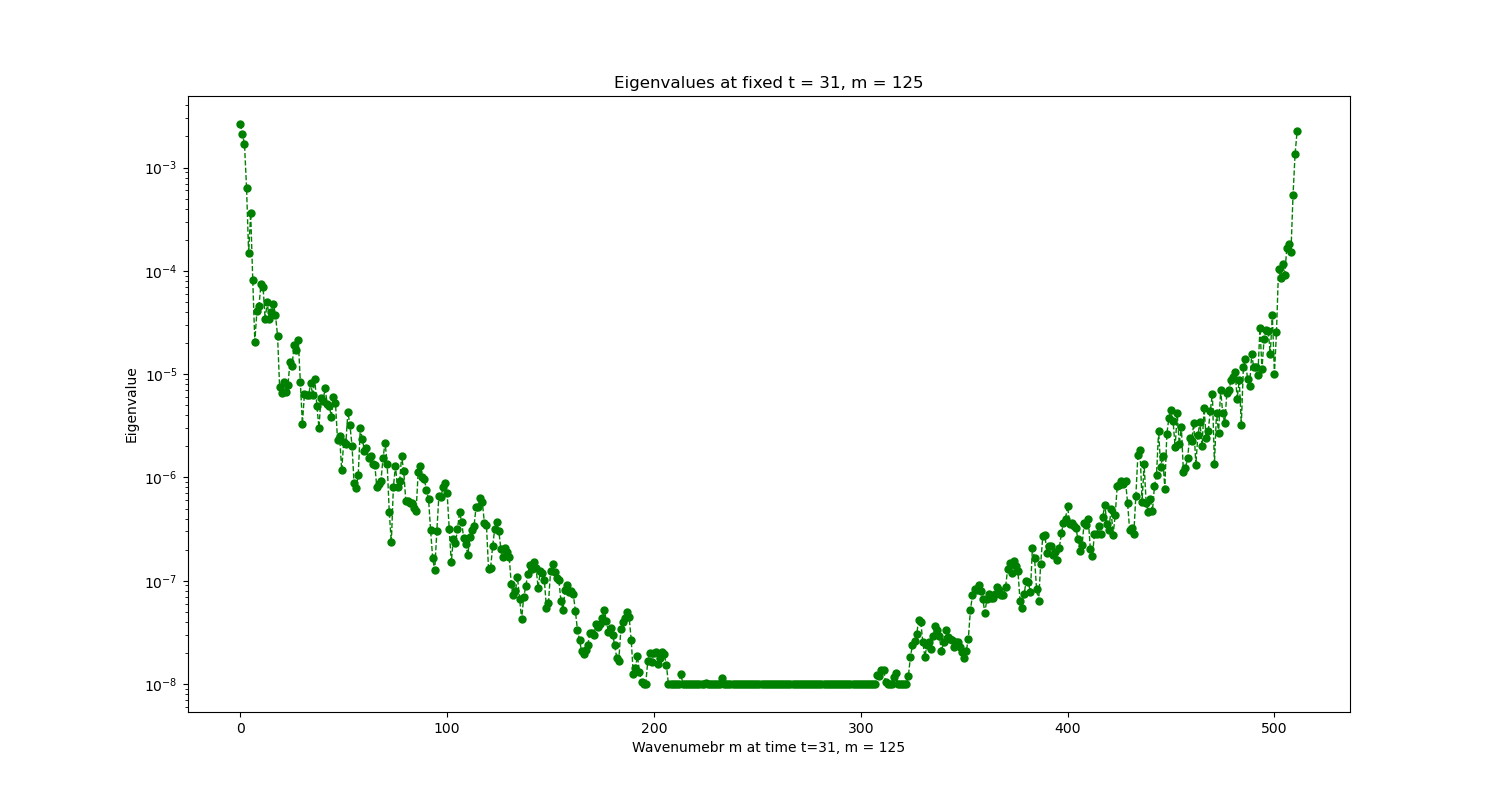 Eigenvalues at fixed t = 31, m = 125
Eigenvalue
10⁻³
10⁻⁴
10⁻⁵
10⁻⁶
10⁻⁷
10⁻⁸
0 100 200 300 400 500
Wavenumebr m at time t=31, m = 125